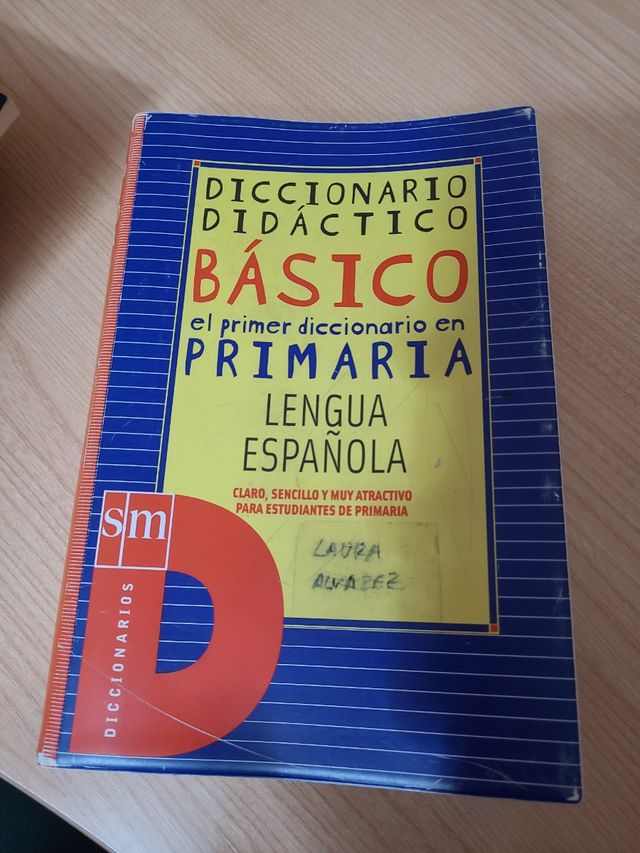 DICCIONARIO
DIDÁCTICO
BÁSICO
el primer diccionario en
PRIMARIA
LENGUA
ESPAÑOLA
CLARO, SENCILLO Y MUY ATRACTIVO
PARA ESTUDIANTES DE PRIMARIA
sm
LAURA
ALVAREZ
D
DICCIONARIOS